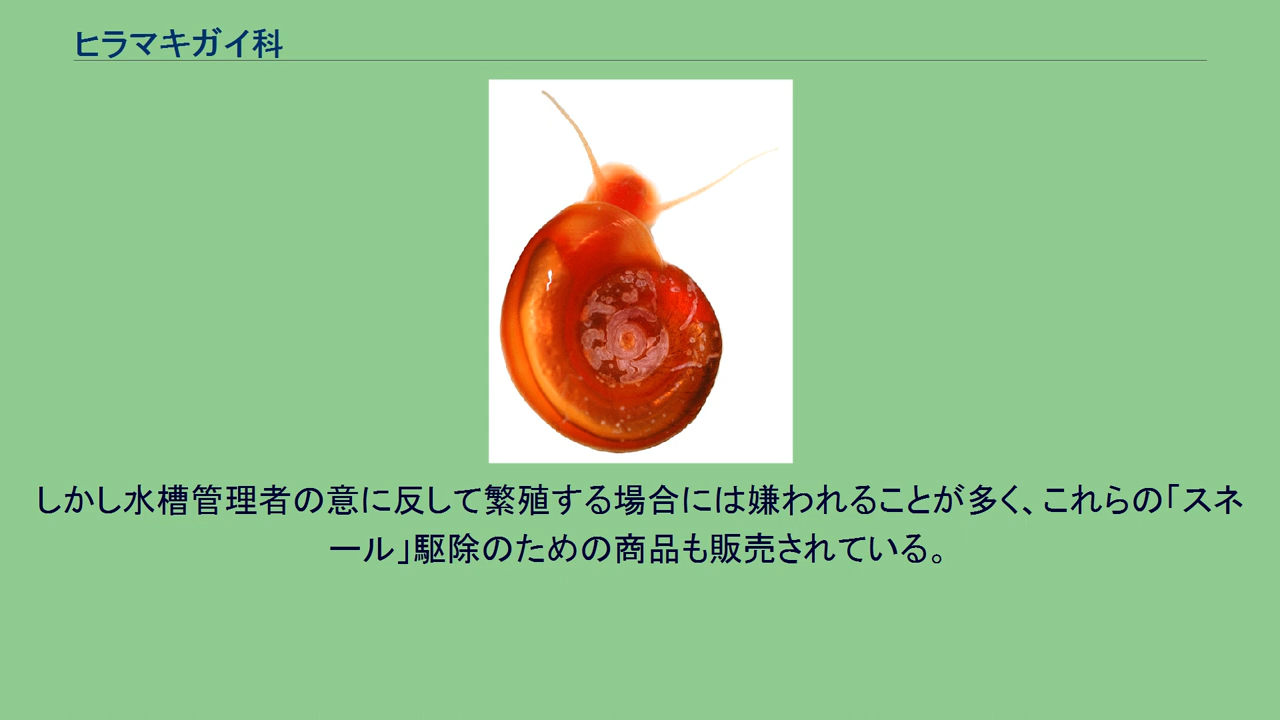 ヒラマキガイ科
しかし水槽管理者の意に反して繁殖する場合には嫌われることが多く、これらの「スネ
ール」駆除のための商品も販売されている。